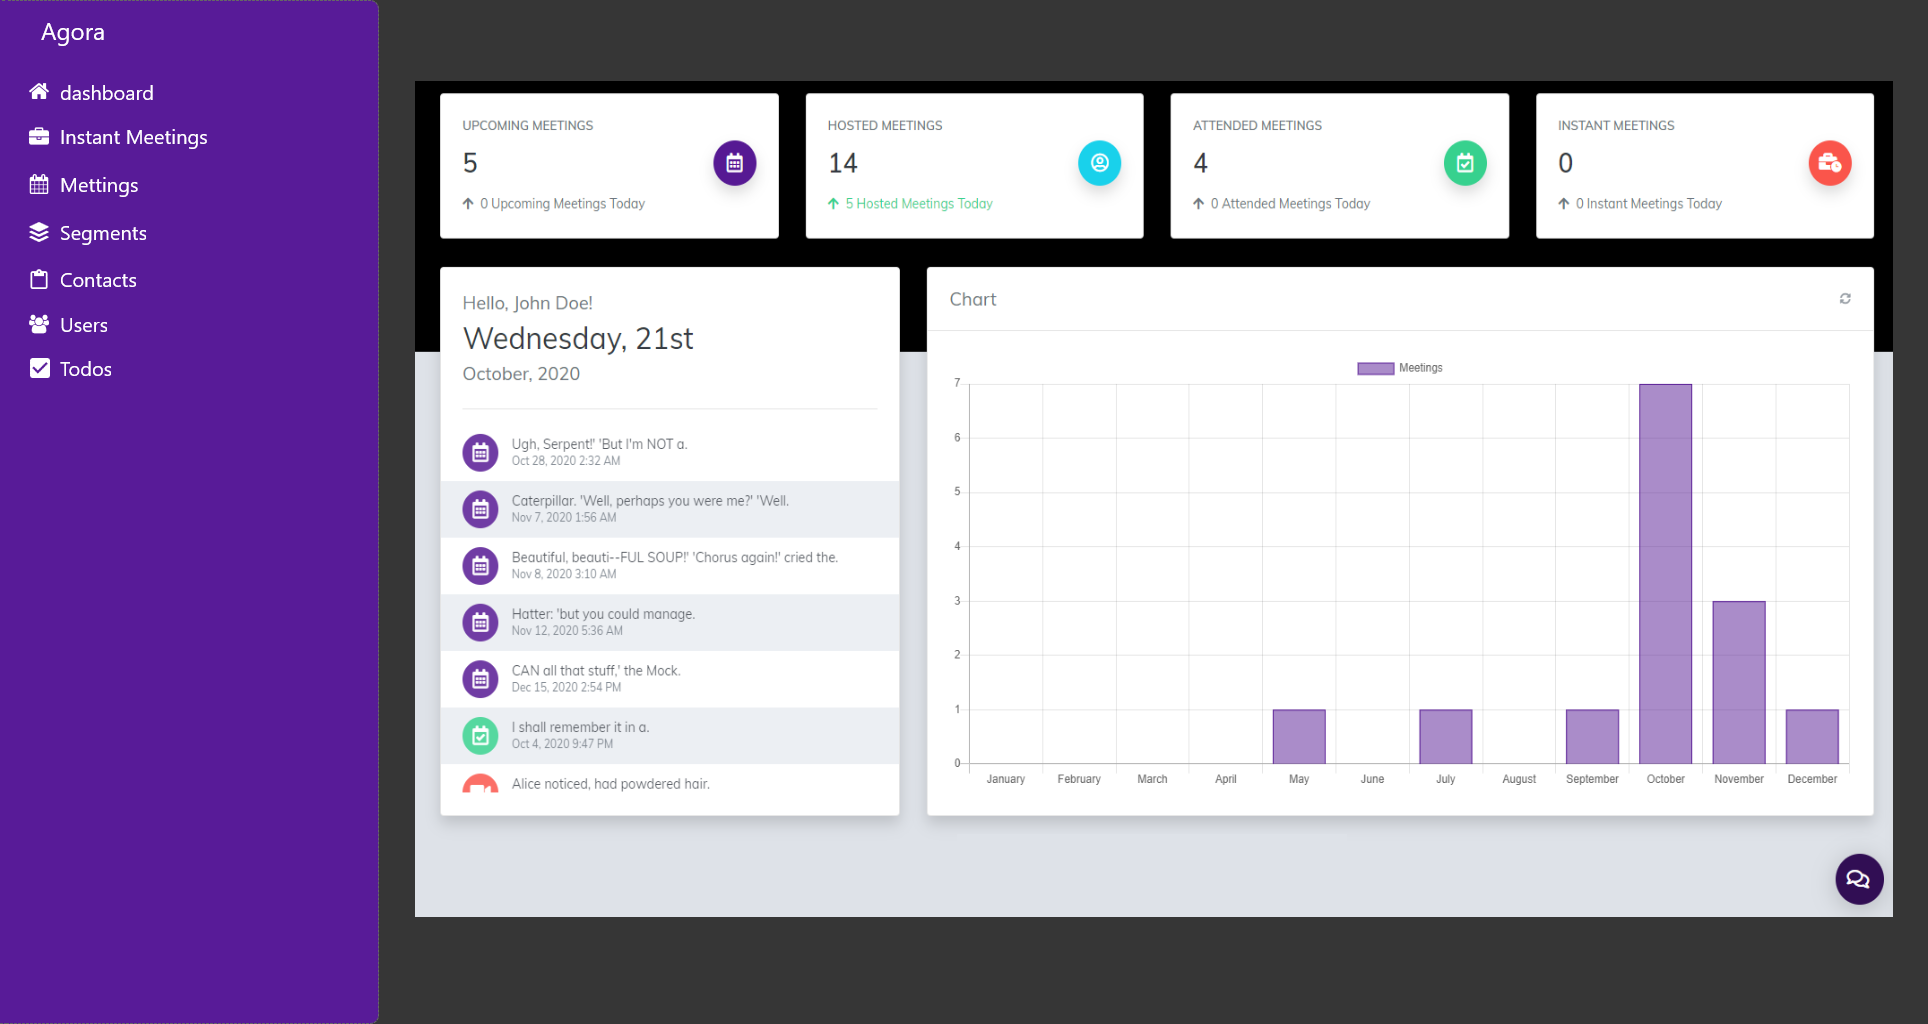 Agora
dashboard
Instant Meetings
Mettings
Segments
Contacts
Users
Todos
UPCOMING MEETINGS
5
0 Upcoming Meetings Today
HOSTED MEETINGS
14
5 Hosted Meetings Today
ATTENDED MEETINGS
4
0 Attended Meetings Today
INSTANT MEETINGS
0
0 Instant Meetings Today
Hello, John Doe!
Wednesday, 21st
October, 2020
Ugh, Serpent!' 'But I'm NOT a.
Oct 28, 2020 2:32 AM
Caterpillar. 'Well, perhaps you were me?' 'Well.
Nov 7, 2020 1:56 AM
Beautiful, beauti--FUL SOUP!' 'Chorus again!' cried the.
Nov 8, 2020 3:10 AM
Hatter: 'but you could manage.
Nov 12, 2020 5:36 AM
CAN all that stuff,' the Mock.
Dec 15, 2020 2:54 PM
I shall remember it in a.
Oct 4, 2020 9:47 PM
Alice noticed, had powdered hair.
Chart
Meetings
7
6
5
4
3
2
1
0
January February March April May June July August September October November December